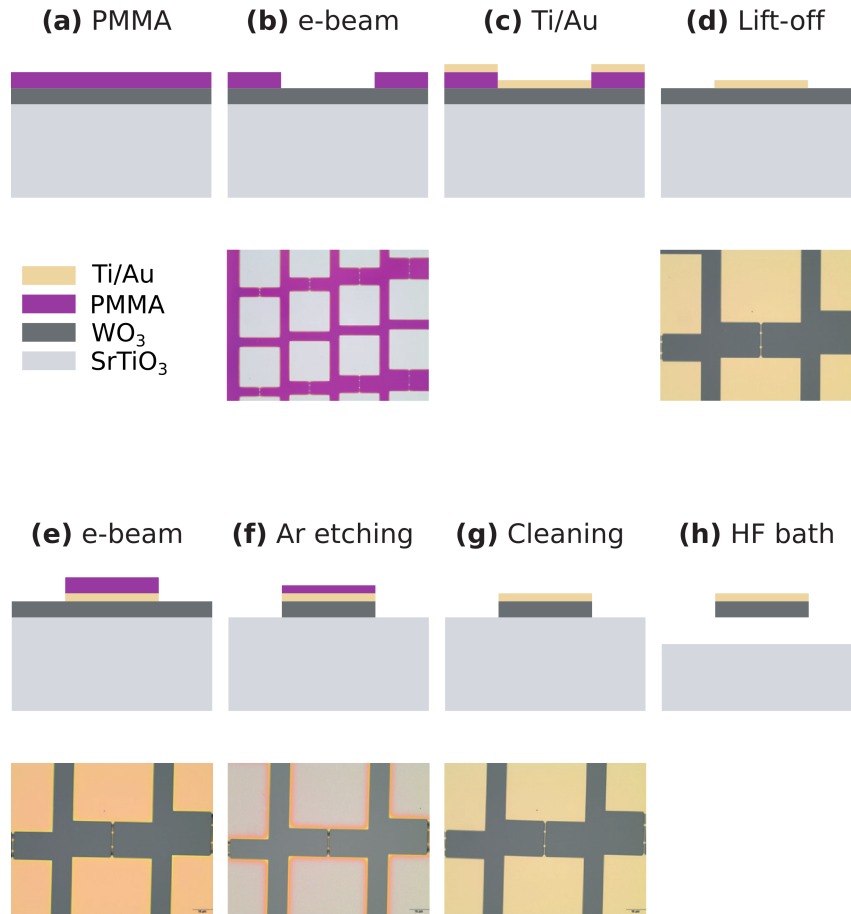 (a) PMMA
(b) e-beam
(c) Ti/Au
(d) Lift-off
Ti/Au
PMMA
WO₃
SrTiO₃
(e) e-beam
(f) Ar etching
(g) Cleaning
(h) HF bath